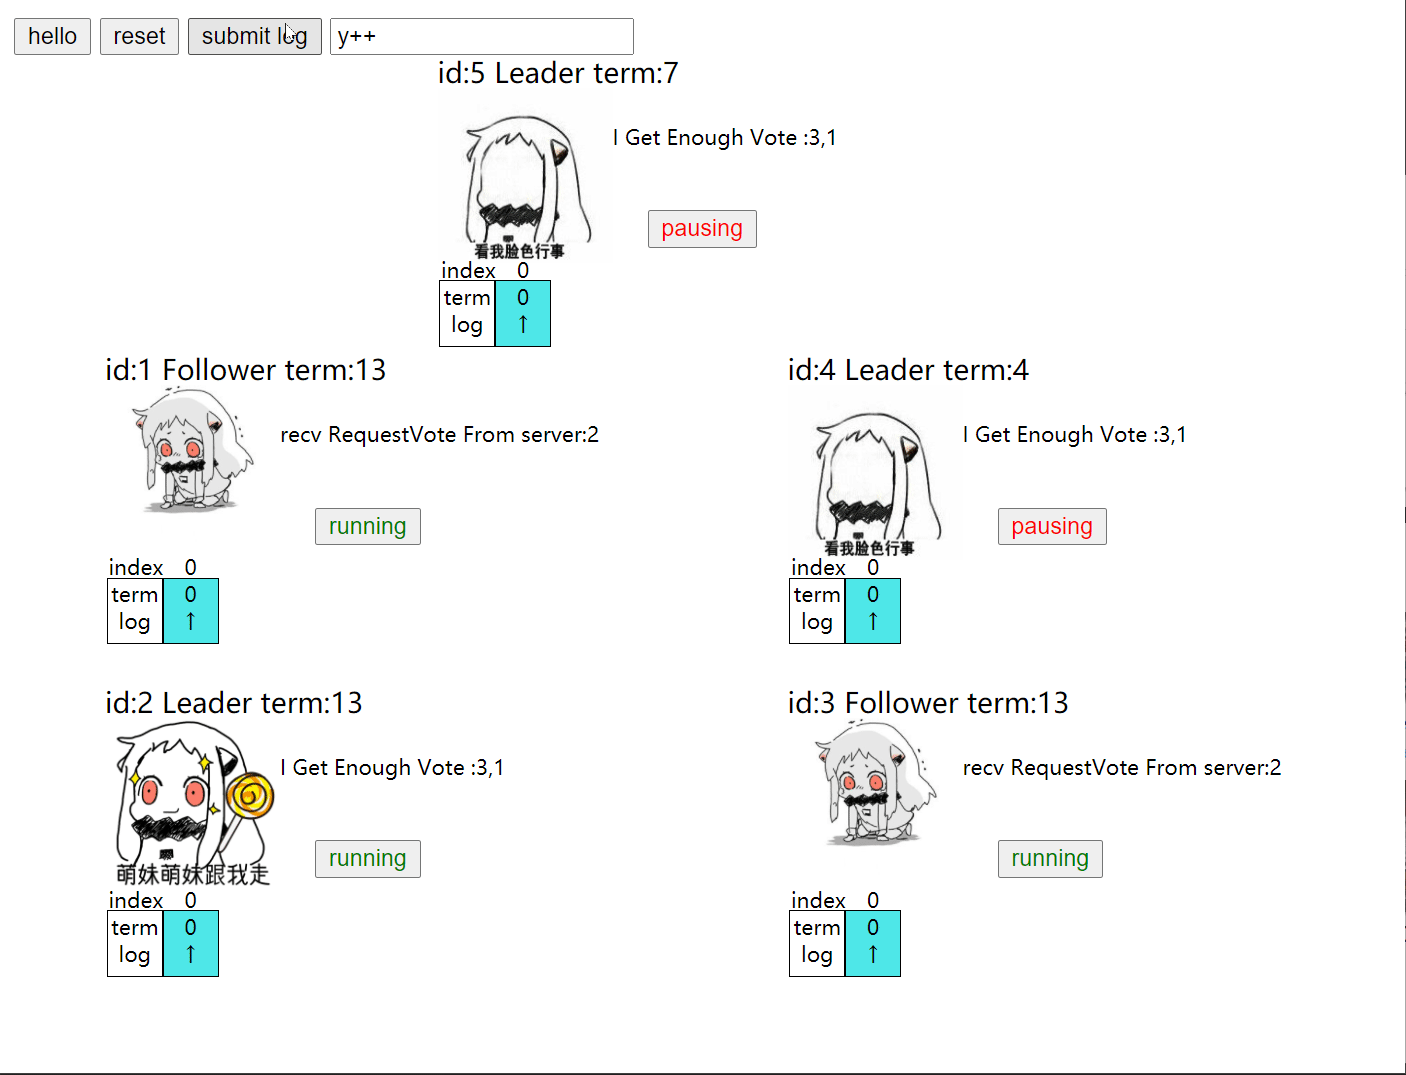 hello reset submit log y++
id:5 Leader term:7
I Get Enough Vote :3,1
pausing
看我脸色行事
index 0
term 0
log ↑
id:1 Follower term:13
recv RequestVote From server:2
running
index 0
term 0
log ↑
id:4 Leader term:4
I Get Enough Vote :3,1
pausing
看我脸色行事
index 0
term 0
log ↑
id:2 Leader term:13
I Get Enough Vote :3,1
running
萌妹萌妹跟我走
index 0
term 0
log ↑
id:3 Follower term:13
recv RequestVote From server:2
running
index 0
term 0
log ↑